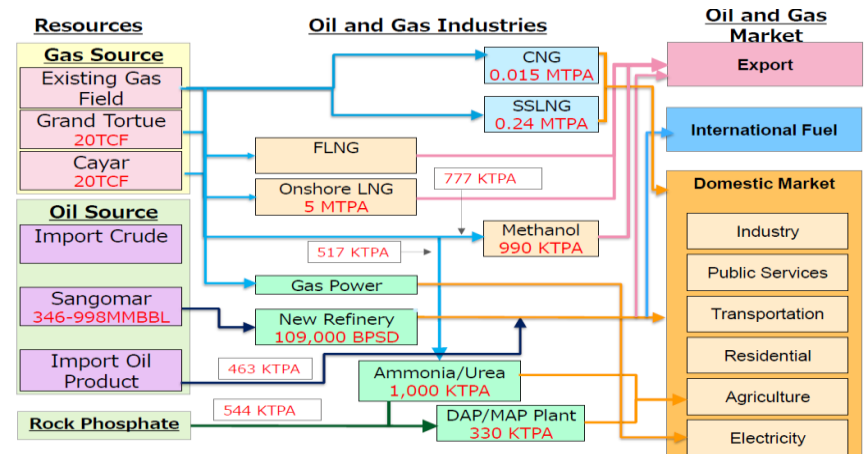 Resources
Oil and Gas Industries
Oil and Gas
Market
Gas Source
Existing Gas
Field
Grand Tortue
20TCF
Cayar
20TCF
Oil Source
Import Crude
Sangomar
346-998MMBBL
Import Oil
Product
Rock Phosphate
CNG
0.015 MTPA
SSLNG
0.24 MTPA
FLNG
Onshore LNG
5 MTPA
777 KTPA
Methanol
990 KTPA
517 KTPA
Gas Power
New Refinery
109,000 BPSD
463 KTPA
Ammonia/Urea
1,000 KTPA
544 KTPA
DAP/MAP Plant
330 KTPA
Export
International Fuel
Domestic Market
Industry
Public Services
Transportation
Residential
Agriculture
Electricity